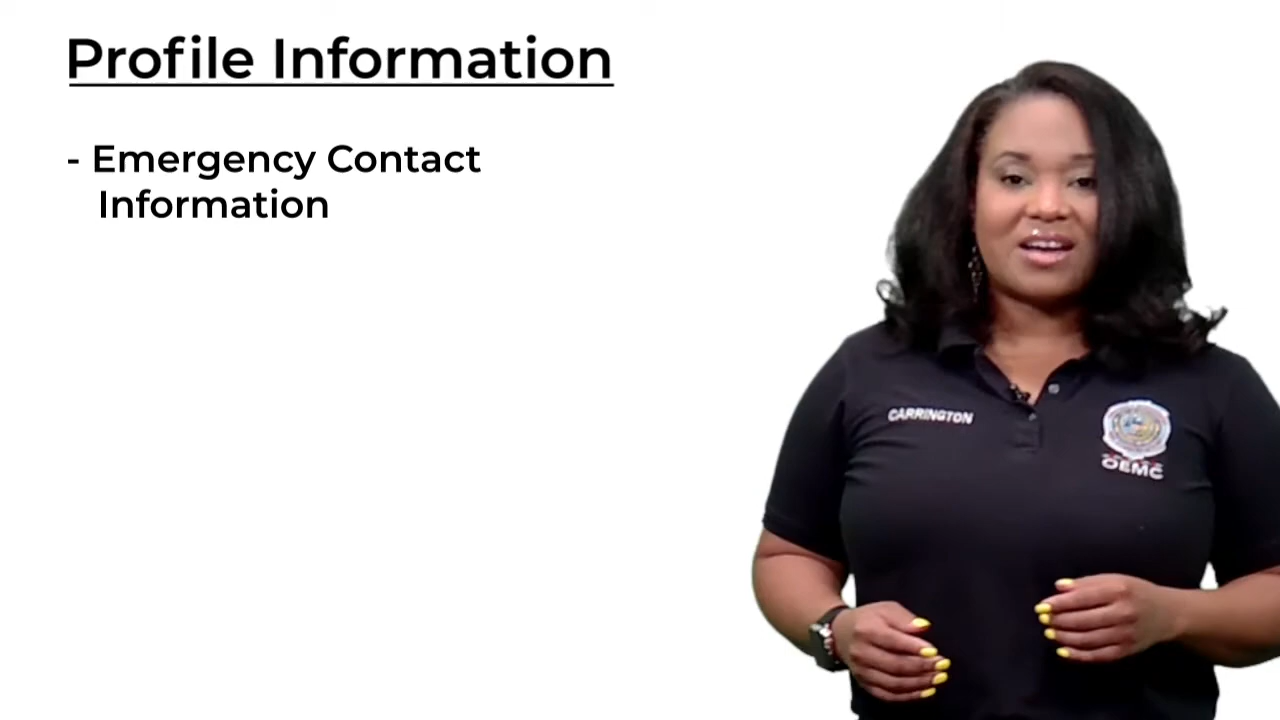 Profile Information
- Emergency Contact
Information
CARRINGTON
OEMC